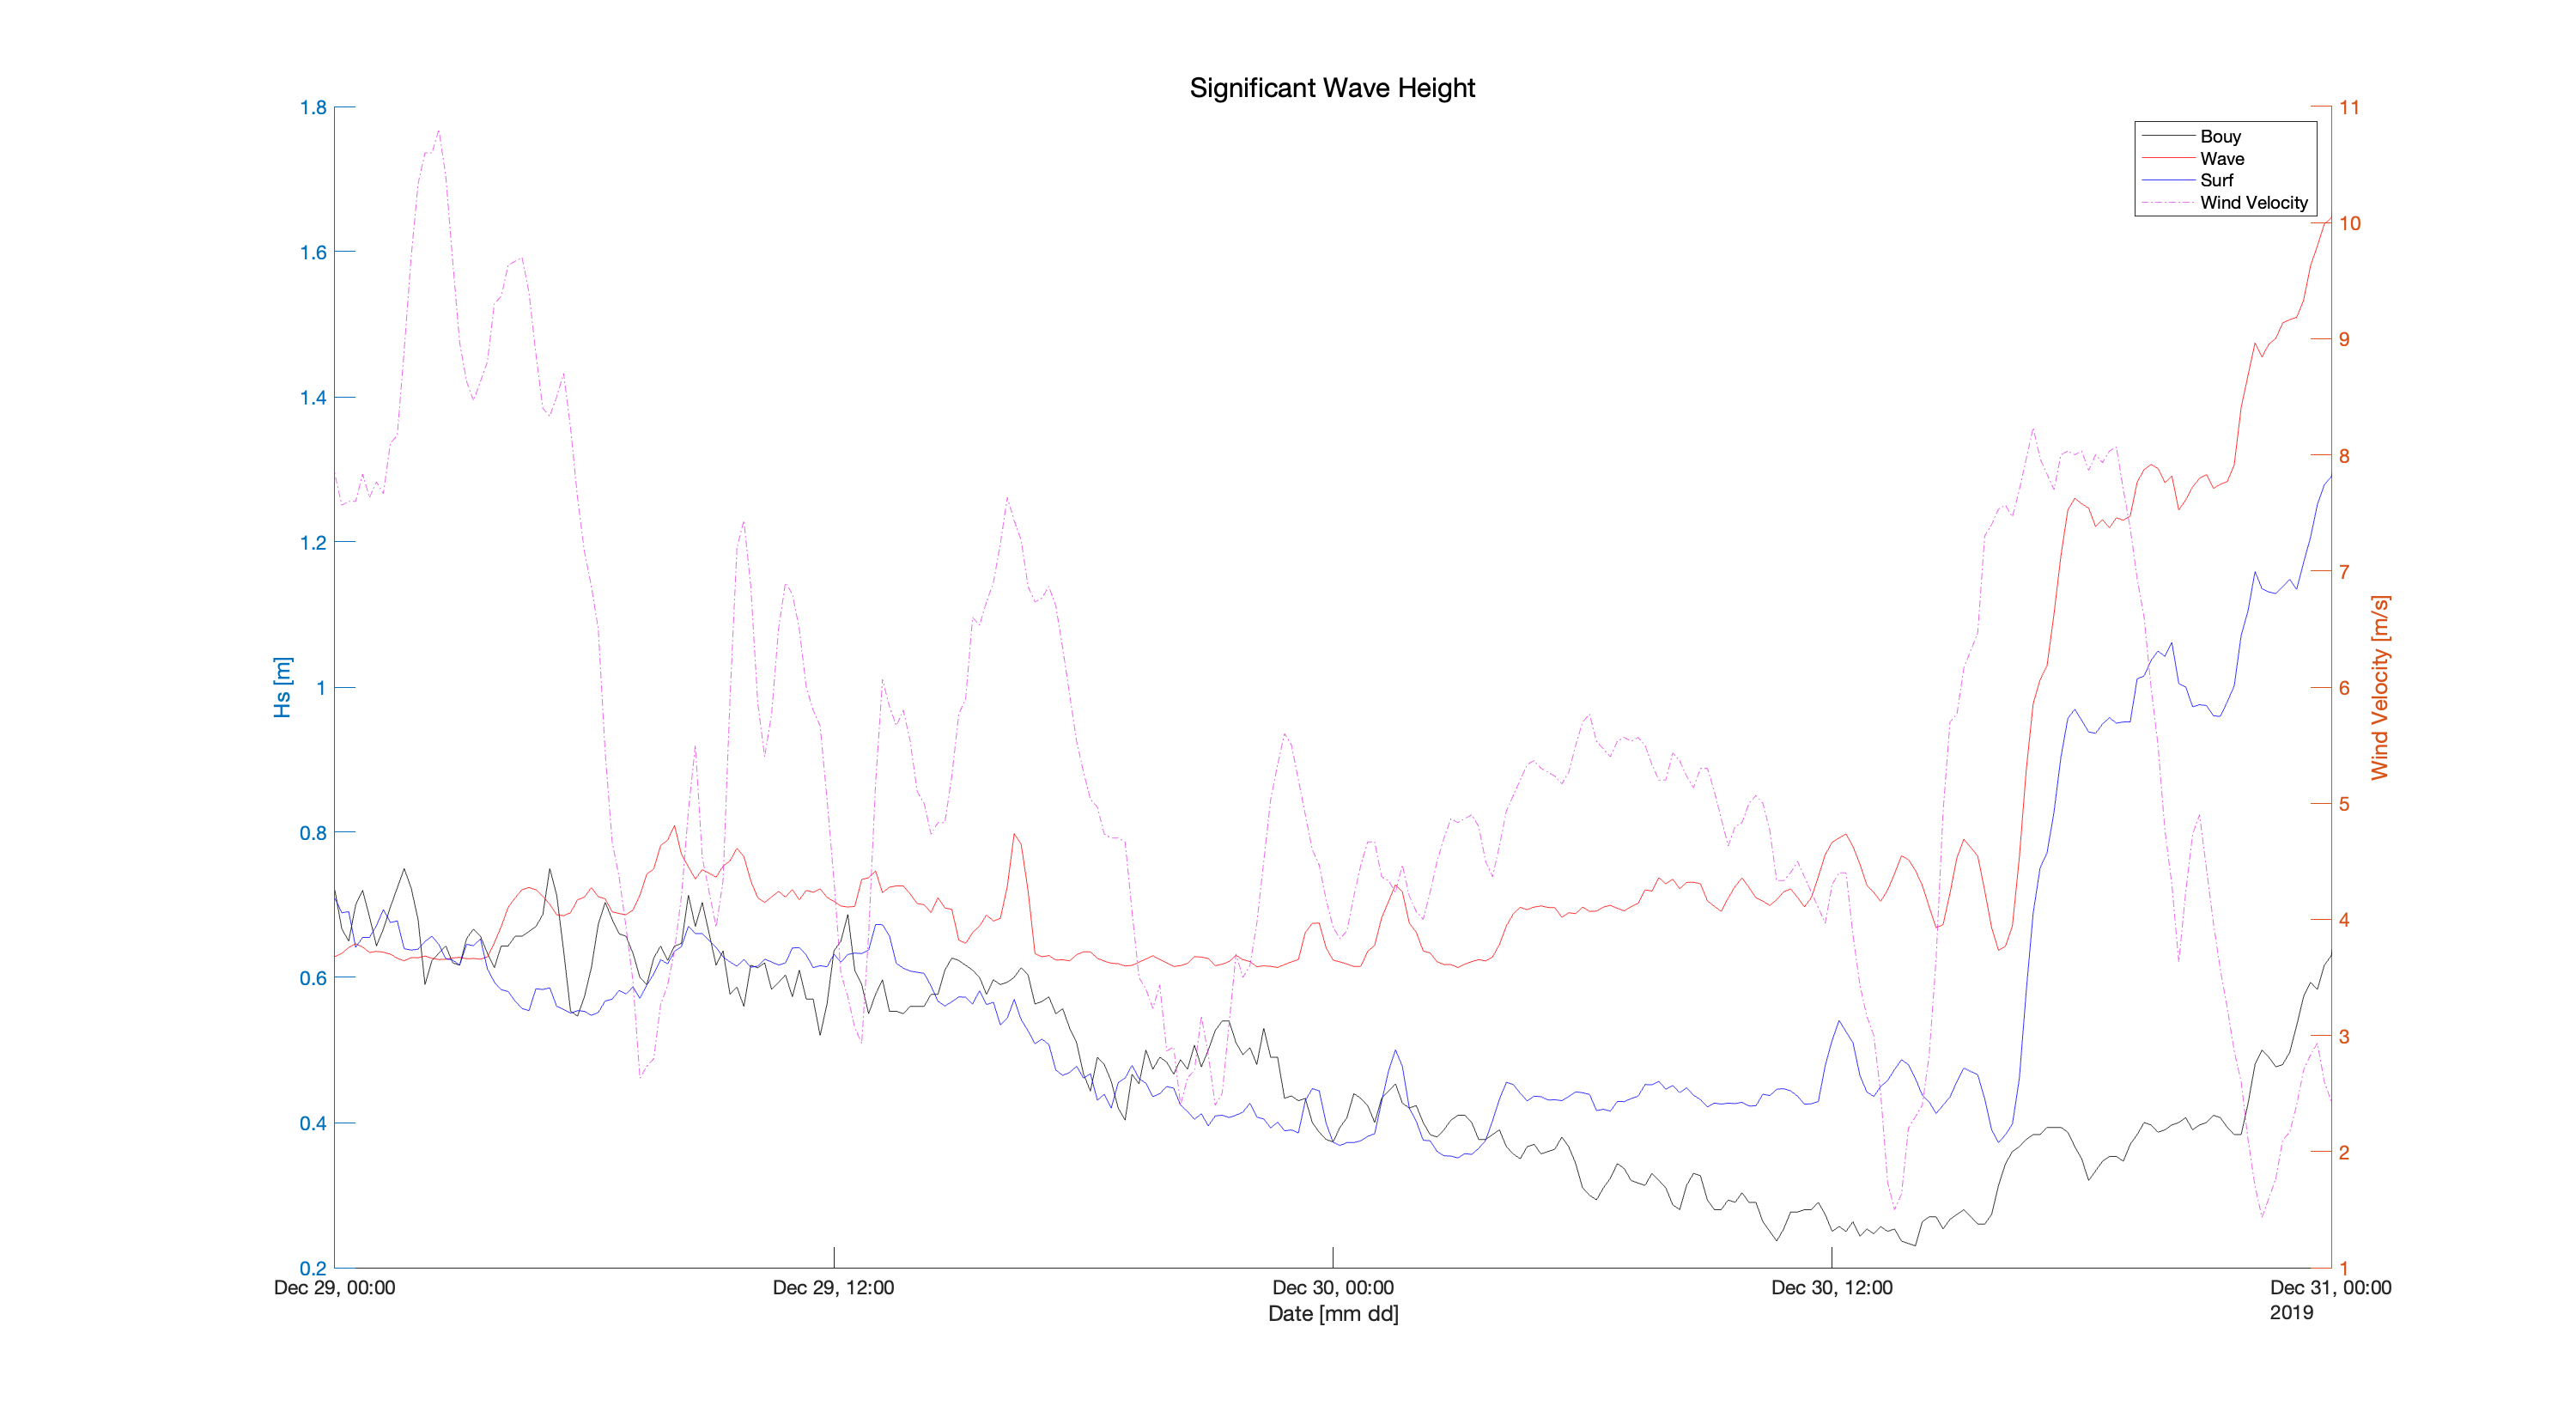 Significant Wave Height
1.8
1.6
1.4
1.2
1
0.8
0.6
0.4
0.2
Hs [m]
11
10
9
8
7
6
5
4
3
2
1
Wind Velocity [m/s]
Bouy
Wave
Surf
Wind Velocity
Dec 29, 00:00
Dec 29, 12:00
Dec 30, 00:00
Dec 30, 12:00
Dec 31, 00:00
2019
Date [mm dd]